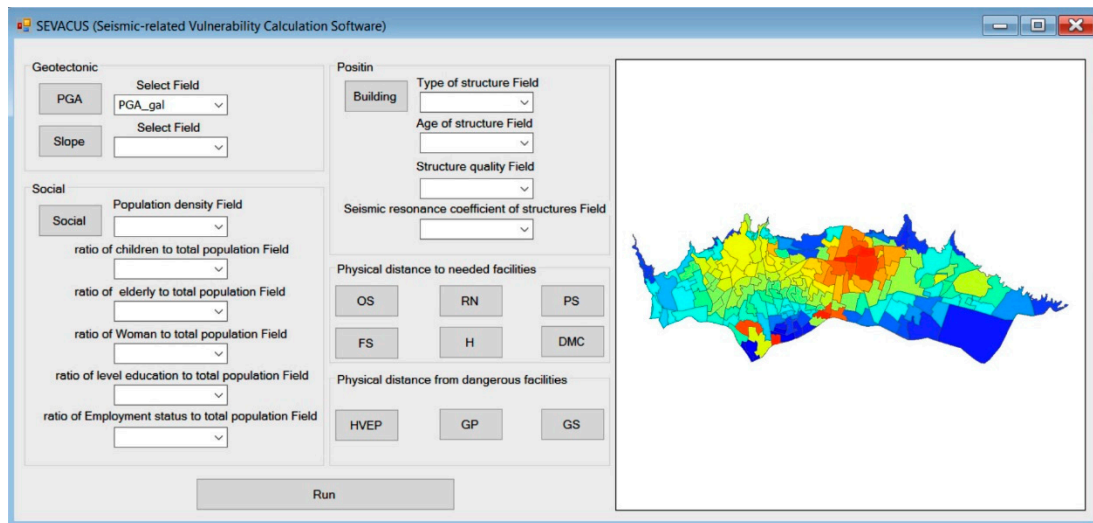 SEVACUS (Seismic-related Vulnerability Calculation Software)
Geotectonic
Select Field
PGA
PGA_gal
Select Field
Slope
Social
Population density Field
Social
ratio of children to total population Field
ratio of elderly to total population Field
ratio of Woman to total population Field
ratio of level education to total population Field
ratio of Employment status to total population Field
Positin
Type of structure Field
Building
Age of structure Field
Structure quality Field
Seismic resonance coefficient of structures Field
Physical distance to needed facilities
OS RN PS
FS H DMC
Physical distance from dangerous facilities
HVEP GP GS
Run